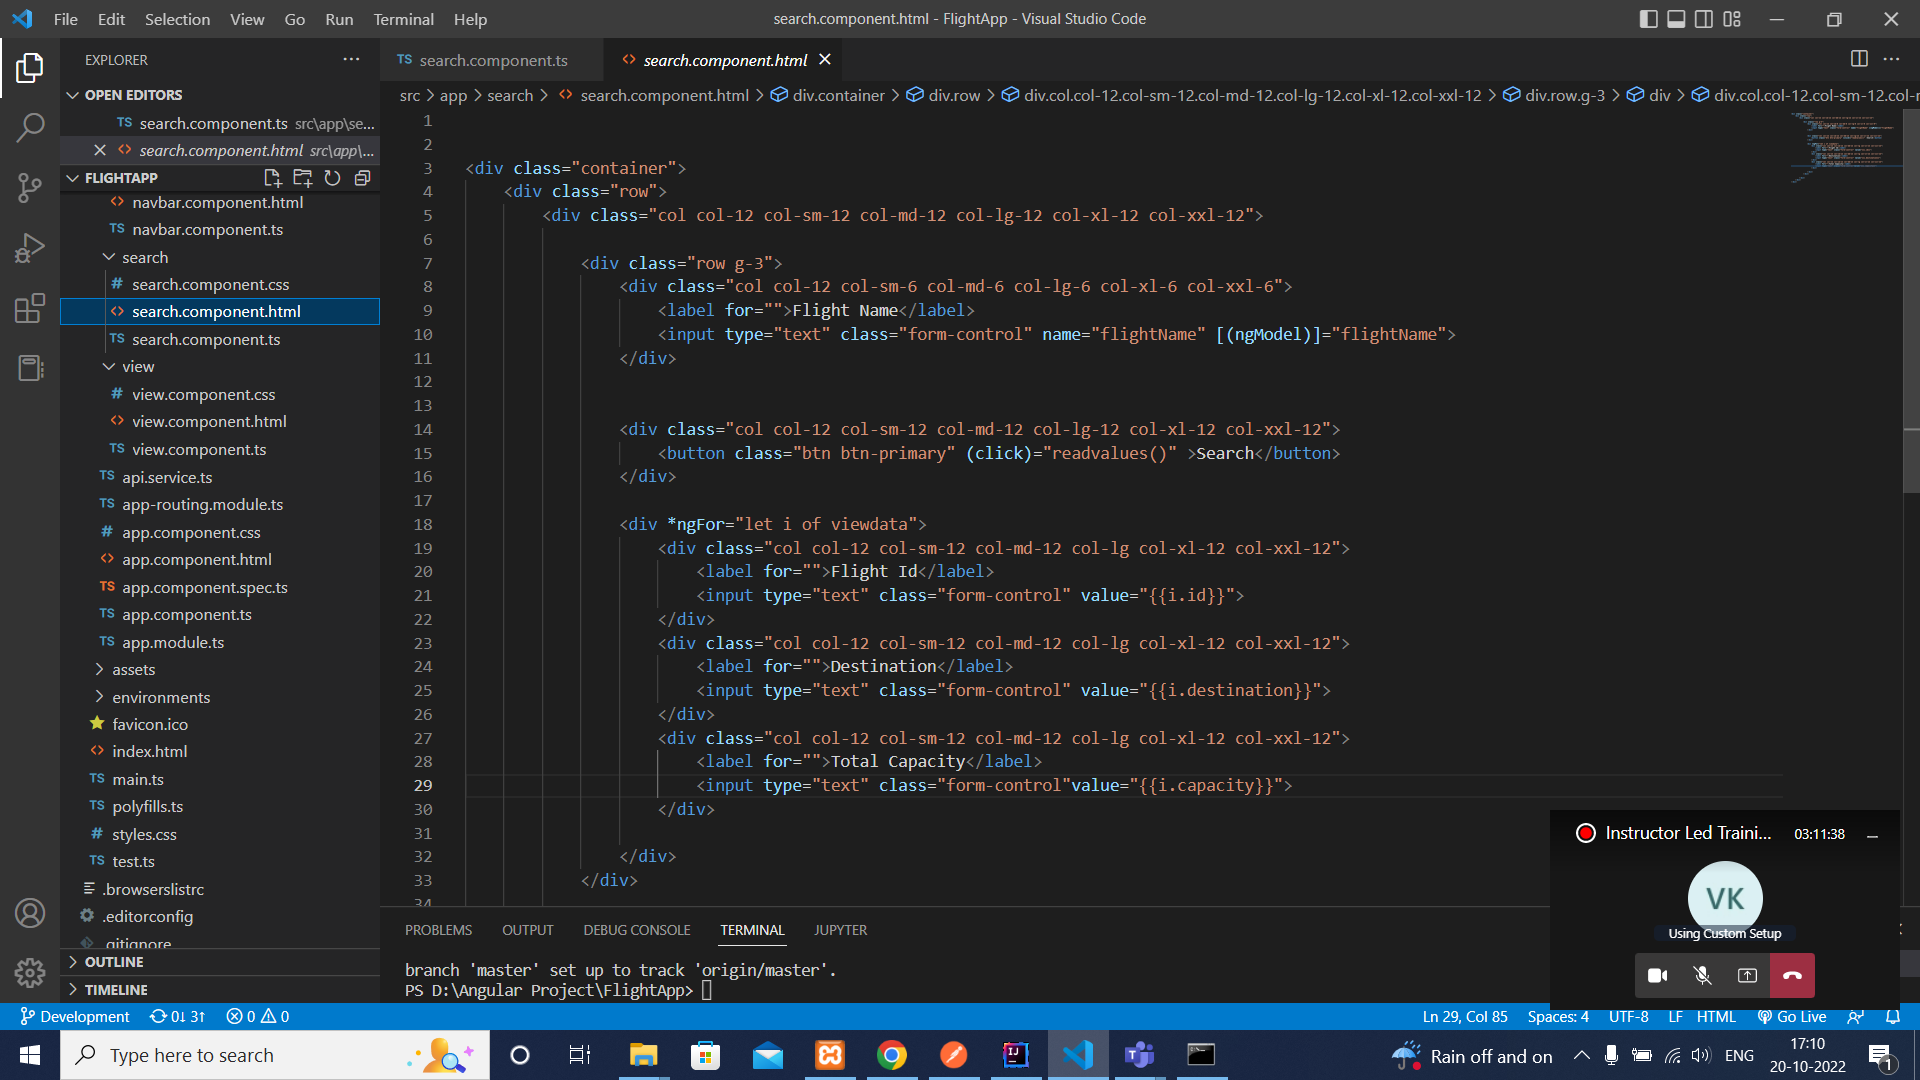 File Edit Selection View Go Run Terminal Help
search.component.html - FlightApp - Visual Studio Code
EXPLORER
OPEN EDITORS
TS search.component.ts src\app\se...
<> search.component.html src\app\...
FLIGHTAPP
<> navbar.component.html
TS navbar.component.ts
search
# search.component.css
<> search.component.html
TS search.component.ts
view
# view.component.css
<> view.component.html
TS view.component.ts
TS api.service.ts
TS app-routing.module.ts
# app.component.css
<> app.component.html
TS app.component.spec.ts
TS app.component.ts
TS app.module.ts
assets
environments
favicon.ico
<> index.html
TS main.ts
TS polyfills.ts
# styles.css
TS test.ts
.browserslistrc
.editorconfig
.gitignore
OUTLINE
TIMELINE
TS search.component.ts
<> search.component.html
src > app > search > <> search.component.html > div.container > div.row > div.col.col-12.col-sm-12.col-md-12.col-lg-12.col-xl-12.col-xxl-12 > div.row.g-3 > div > div.col.col-12.col-sm-12.col-
1
2
3 <div class="container">
4 <div class="row">
5 <div class="col col-12 col-sm-12 col-md-12 col-lg-12 col-xl-12 col-xxl-12">
6
7 <div class="row g-3">
8 <div class="col col-12 col-sm-6 col-md-6 col-lg-6 col-xl-6 col-xxl-6">
9 <label for="">Flight Name</label>
10 <input type="text" class="form-control" name="flightName" [(ngModel)]="flightName">
11 </div>
12
13
14 <div class="col col-12 col-sm-12 col-md-12 col-lg-12 col-xl-12 col-xxl-12">
15 <button class="btn btn-primary" (click)="readvalues()" >Search</button>
16 </div>
17
18 <div *ngFor="let i of viewdata">
19 <div class="col col-12 col-sm-12 col-md-12 col-lg col-xl-12 col-xxl-12">
20 <label for="">Flight Id</label>
21 <input type="text" class="form-control" value="{{i.id}}">
22 </div>
23 <div class="col col-12 col-sm-12 col-md-12 col-lg col-xl-12 col-xxl-12">
24 <label for="">Destination</label>
25 <input type="text" class="form-control" value="{{i.destination}}">
26 </div>
27 <div class="col col-12 col-sm-12 col-md-12 col-lg col-xl-12 col-xxl-12">
28 <label for="">Total Capacity</label>
29 <input type="text" class="form-control"value="{{i.capacity}}">
30 </div>
31
32 </div>
33 </div>
34
PROBLEMS OUTPUT DEBUG CONSOLE TERMINAL JUPYTER
branch 'master' set up to track 'origin/master'.
PS D:\Angular Project\FlightApp>
Instructor Led Traini... 03:11:38
VK
Using Custom Setup
Development 0↓ 3↑ 0 0
Ln 29, Col 85 Spaces: 4 UTF-8 LF HTML Go Live
Type here to search
Rain off and on
ENG
17:10
20-10-2022
1